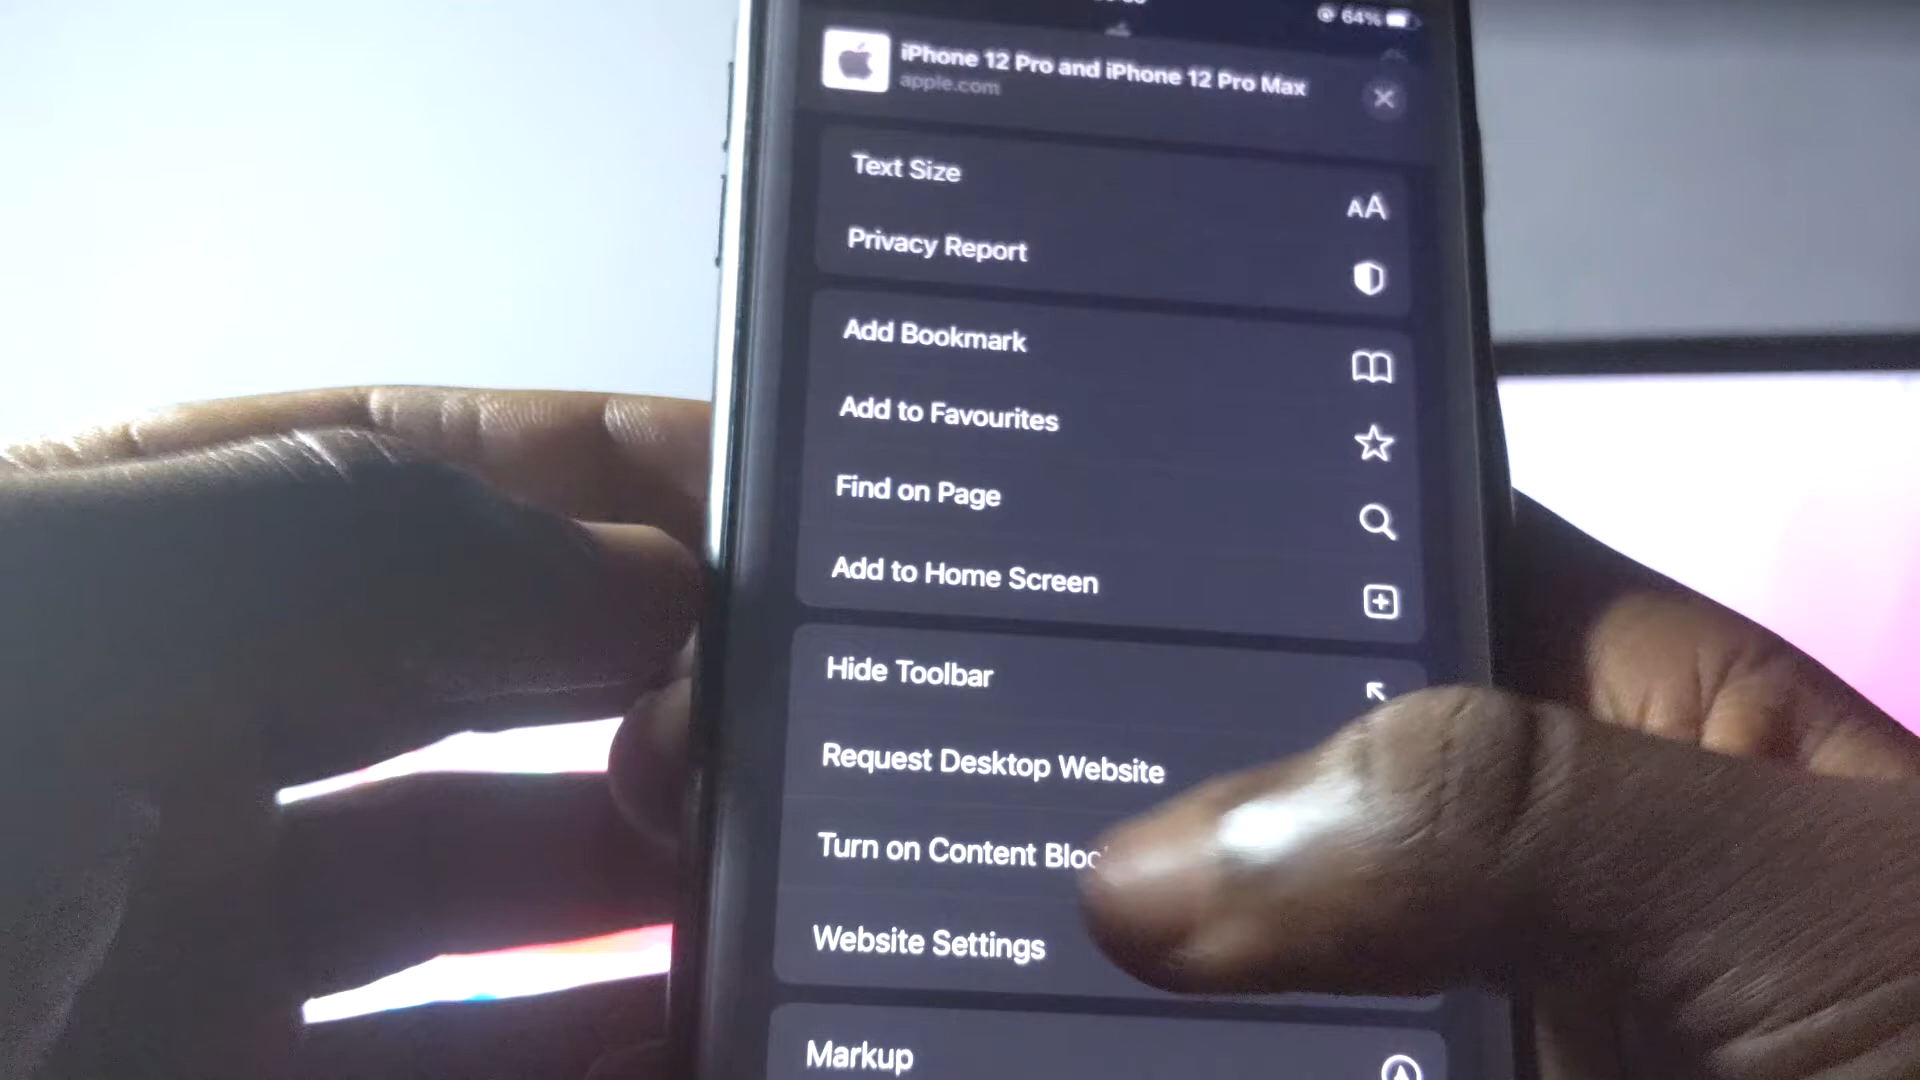 64%
iPhone 12 Pro and iPhone 12 Pro Max
apple.com
Text Size
AA
Privacy Report
Add Bookmark
Add to Favourites
Find on Page
Add to Home Screen
Hide Toolbar
Request Desktop Website
Turn on Content Bloc
Website Settings
Markup